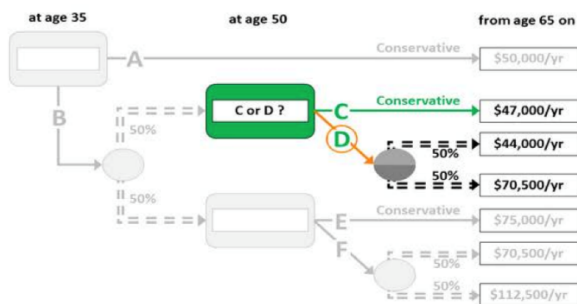 at age 35 at age 50 from age 65 on
A Conservative $50,000/yr
B 50% C or D ? C Conservative $47,000/yr
D 50% $44,000/yr
50% $70,500/yr
50% E Conservative $75,000/yr
F 50% $70,500/yr
50% $112,500/yr